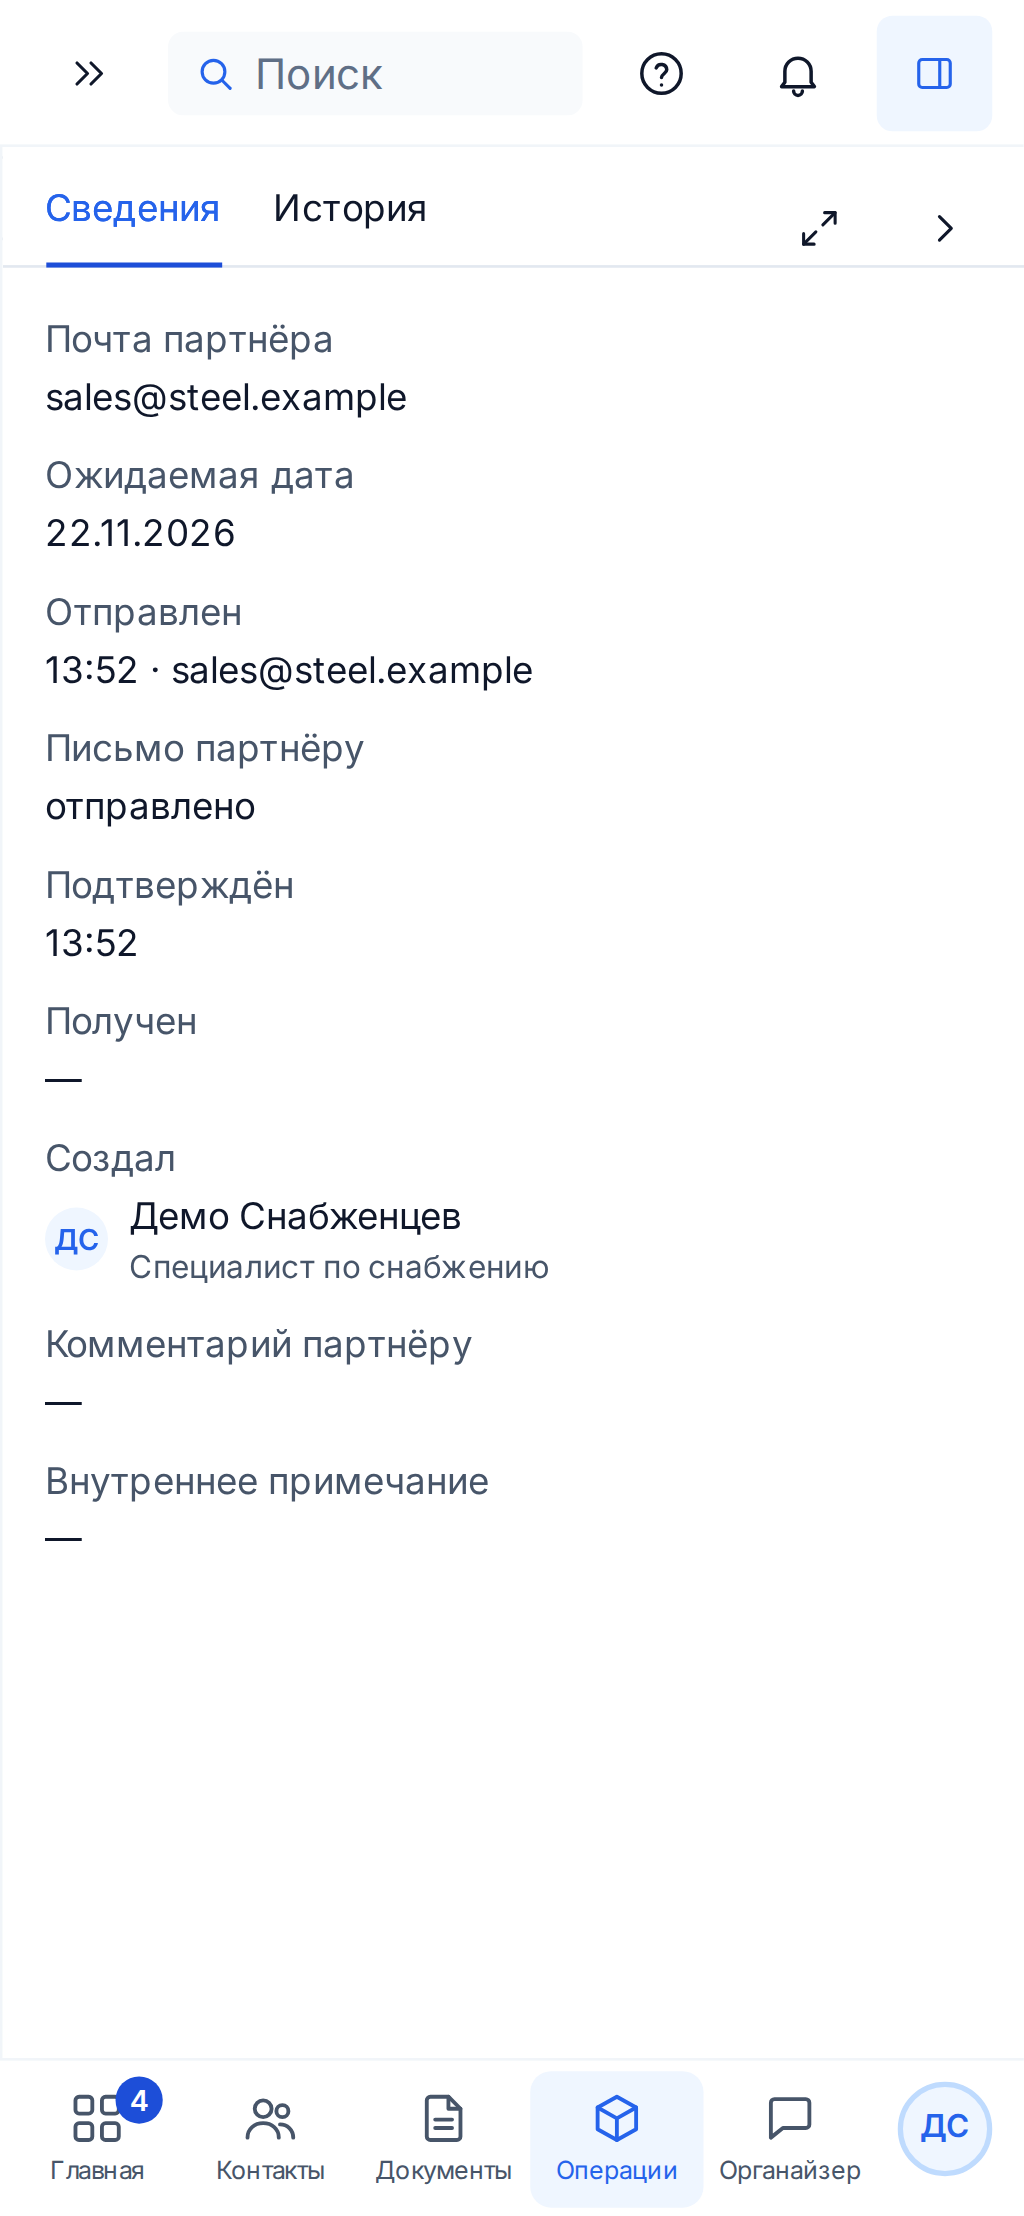 Поиск
Сведения История
Почта партнёра
sales@steel.example
Ожидаемая дата
22.11.2026
Отправлен
13:52 · sales@steel.example
Письмо партнёру
отправлено
Подтверждён
13:52
Получен
—
Создал
ДС Демо Снабженцев
Специалист по снабжению
Комментарий партнёру
—
Внутреннее примечание
—
4
Главная Контакты Документы Операции Органайзер ДС